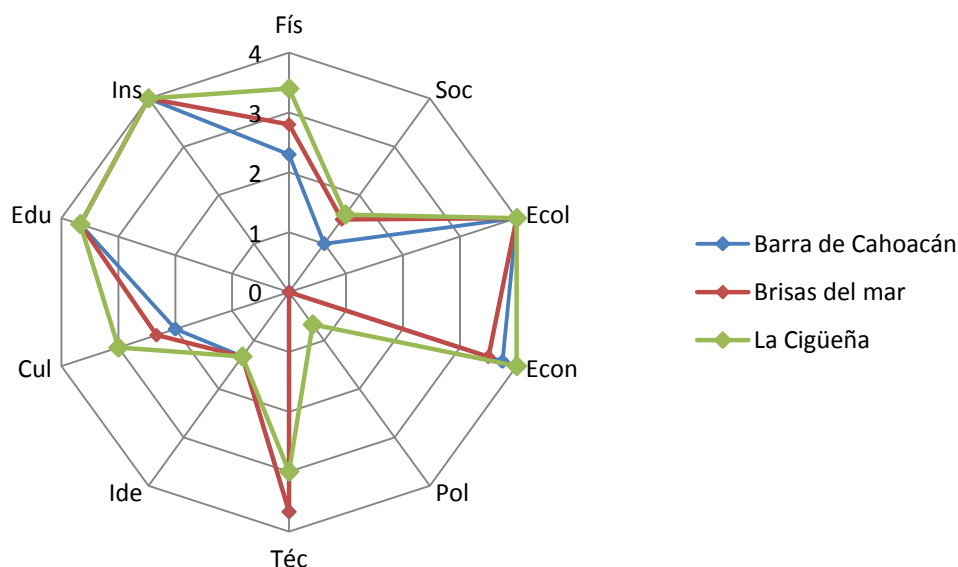 Fís
4
Ins
Soc
3
2
Edu
1
Ecol
0
Cul
Econ
Ide
Pol
Téc
Barra de Cahoacán
Brisas del mar
La Cigüeña